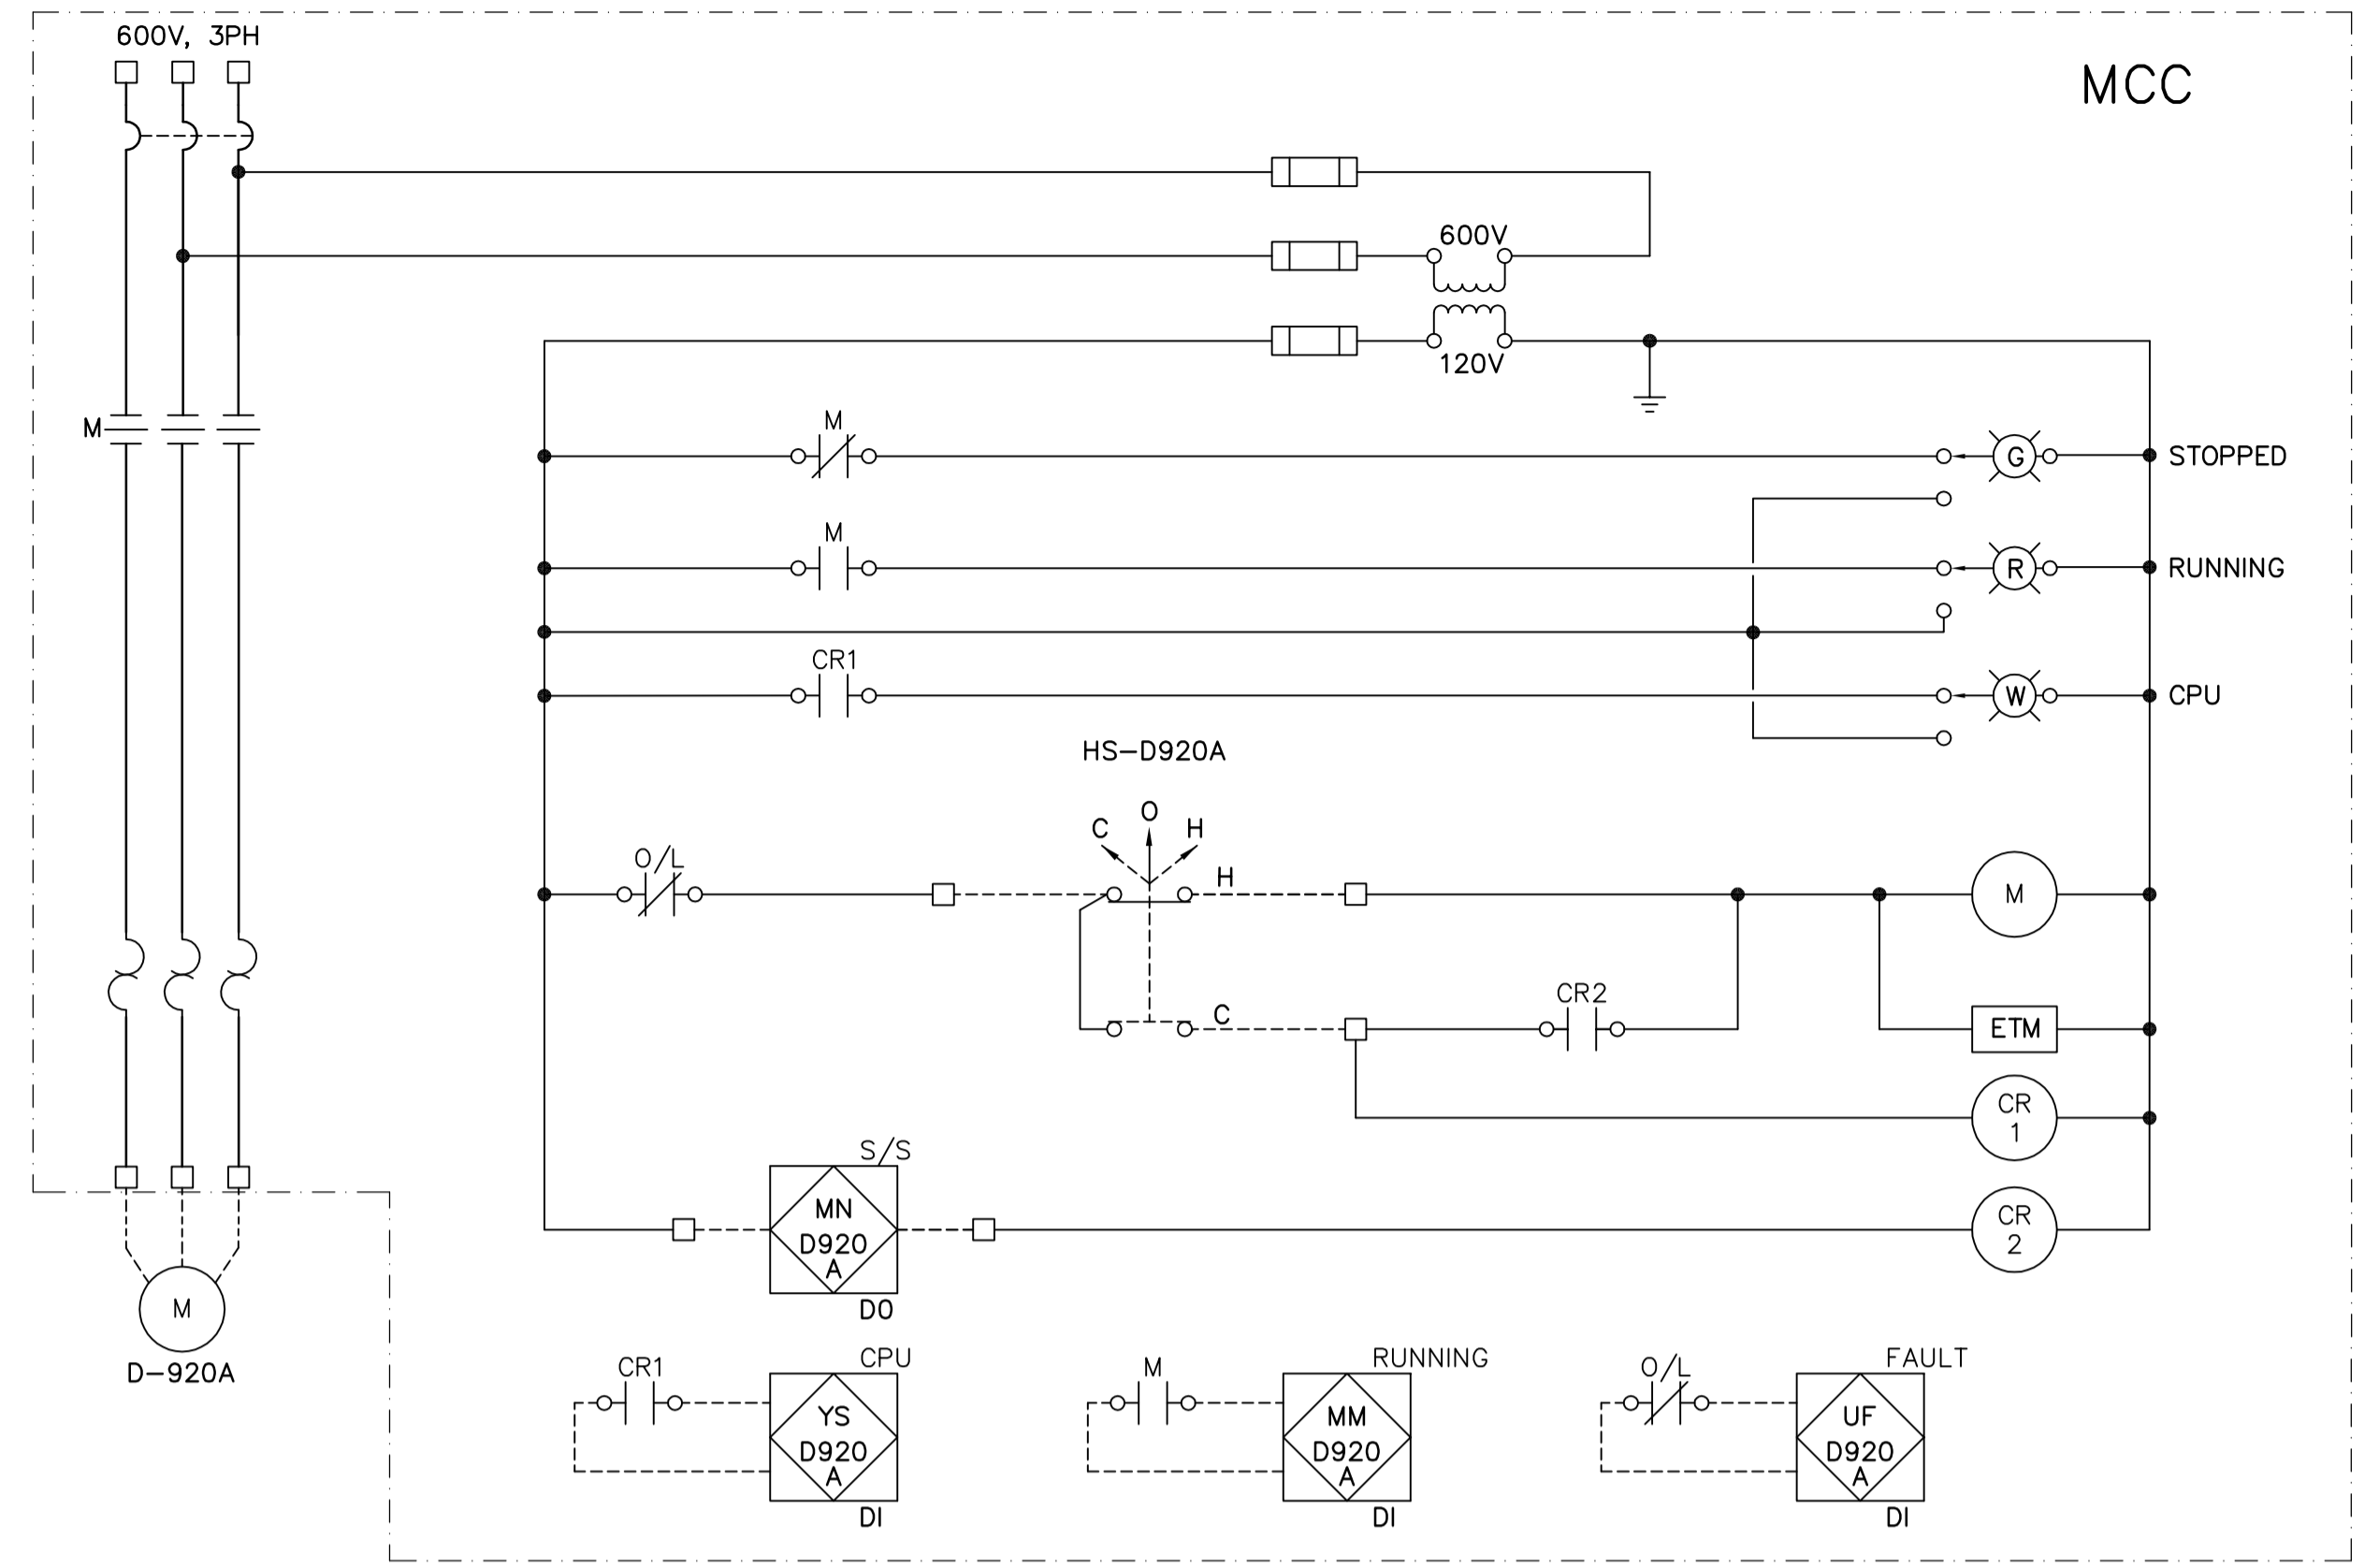 600V, 3PH
MCC
600V
120V
M
M
G
STOPPED
M
R
RUNNING
CR1
W
CPU
HS-D920A
C
O
H
O/L
H
M
C
CR2
ETM
CR
1
S/S
MN
D920
A
DO
CR
2
M
D-920A
CR1
CPU
YS
D920
A
DI
M
RUNNING
MM
D920
A
DI
O/L
FAULT
UF
D920
A
DI